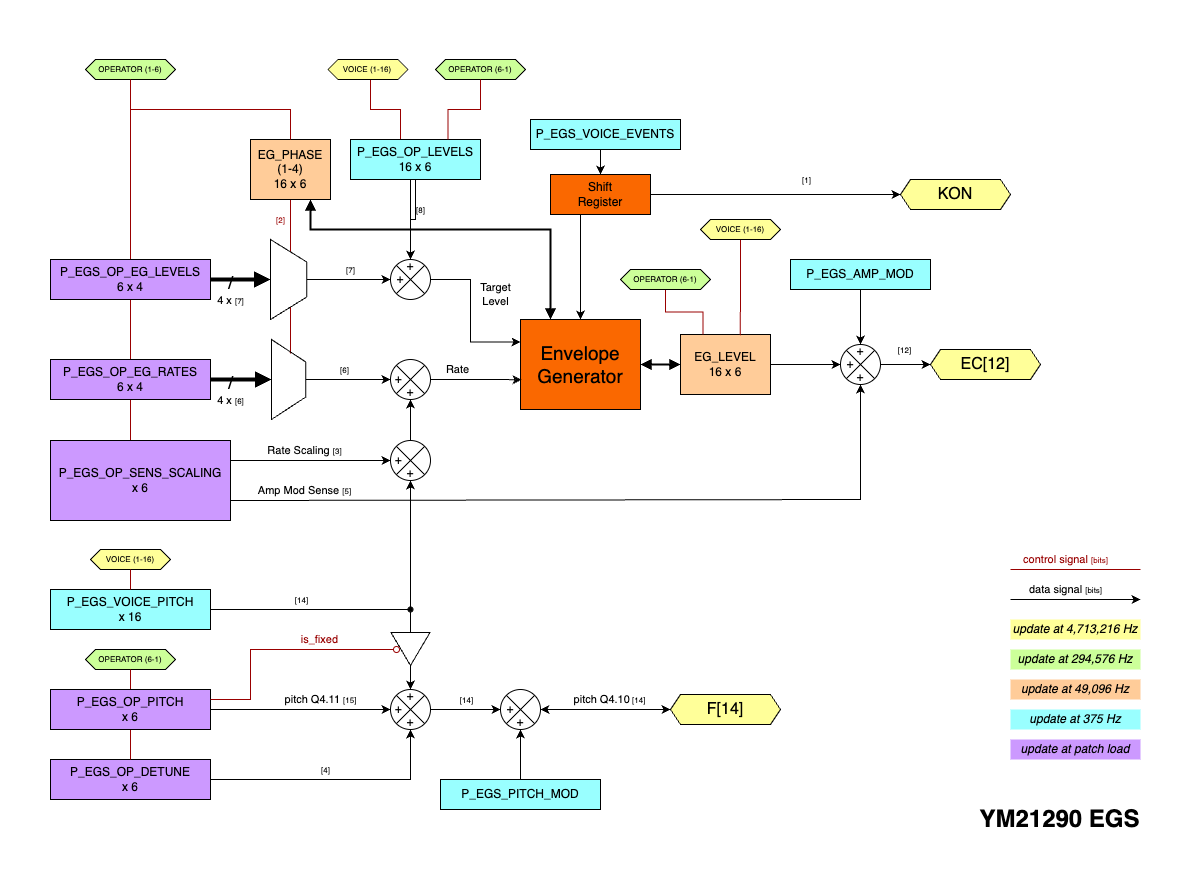 OPERATOR (1-6)
VOICE (1-16)
OPERATOR (6-1)
P_EGS_VOICE_EVENTS
EG_PHASE
(1-4)
16 x 6
P_EGS_OP_LEVELS
16 x 6
Shift
Register
[1]
KON
[2]
[8]
VOICE (1-16)
P_EGS_OP_EG_LEVELS
6 x 4
4 x [7]
[7]
+
+
Target
Level
OPERATOR (6-1)
P_EGS_AMP_MOD
Envelope
Generator
EG_LEVEL
16 x 6
+
+
+
[12]
EC[12]
P_EGS_OP_EG_RATES
6 x 4
4 x [6]
[6]
+
+
Rate
P_EGS_OP_SENS_SCALING
x 6
Rate Scaling [3]
+
+
Amp Mod Sense [5]
VOICE (1-16)
P_EGS_VOICE_PITCH
x 16
[14]
is_fixed
OPERATOR (6-1)
P_EGS_OP_PITCH
x 6
pitch Q4.11 [15]
+
+
+
[14]
+
+
pitch Q4.10 [14]
F[14]
P_EGS_OP_DETUNE
x 6
[4]
P_EGS_PITCH_MOD
control signal [bits]
data signal [bits]
update at 4,713,216 Hz
update at 294,576 Hz
update at 49,096 Hz
update at 375 Hz
update at patch load
YM21290 EGS